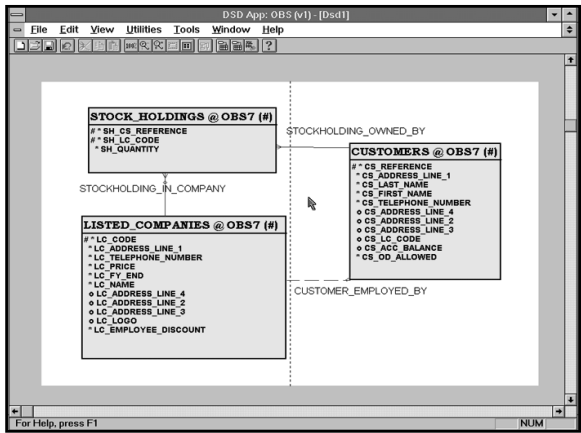 DSD App: OBS (v1) - [Dsd1]
File Edit View Utilities Tools Window Help
STOCK_HOLDINGS @ OBS7 (#)
# * SH_CS_REFERENCE
# * SH_LC_CODE
* SH_QUANTITY
STOCKHOLDING_OWNED_BY
CUSTOMERS @ OBS7 (#)
# * CS_REFERENCE
* CS_ADDRESS_LINE_1
* CS_LAST_NAME
* CS_FIRST_NAME
* CS_TELEPHONE_NUMBER
o CS_ADDRESS_LINE_4
o CS_ADDRESS_LINE_2
o CS_ADDRESS_LINE_3
o CS_LC_CODE
o CS_ACC_BALANCE
* CS_OD_ALLOWED
STOCKHOLDING_IN_COMPANY
LISTED_COMPANIES @ OBS7 (#)
# * LC_CODE
* LC_ADDRESS_LINE_1
* LC_TELEPHONE_NUMBER
* LC_PRICE
* LC_FY_END
* LC_NAME
o LC_ADDRESS_LINE_4
o LC_ADDRESS_LINE_2
o LC_ADDRESS_LINE_3
o LC_LOGO
* LC_EMPLOYEE_DISCOUNT
CUSTOMER_EMPLOYED_BY
For Help, press F1
NUM